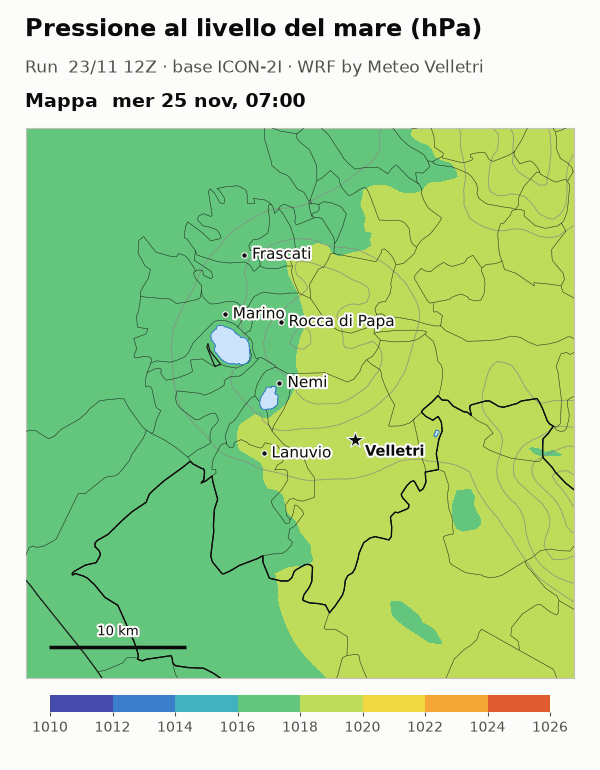 Pressione al livello del mare (hPa)
Run  23/11 12Z · base ICON-2I · WRF by Meteo Velletri
Mappa  mer 25 nov, 07:00
Frascati
Marino
Rocca di Papa
Nemi
Velletri
Lanuvio
10 km
1010 1012 1014 1016 1018 1020 1022 1024 1026